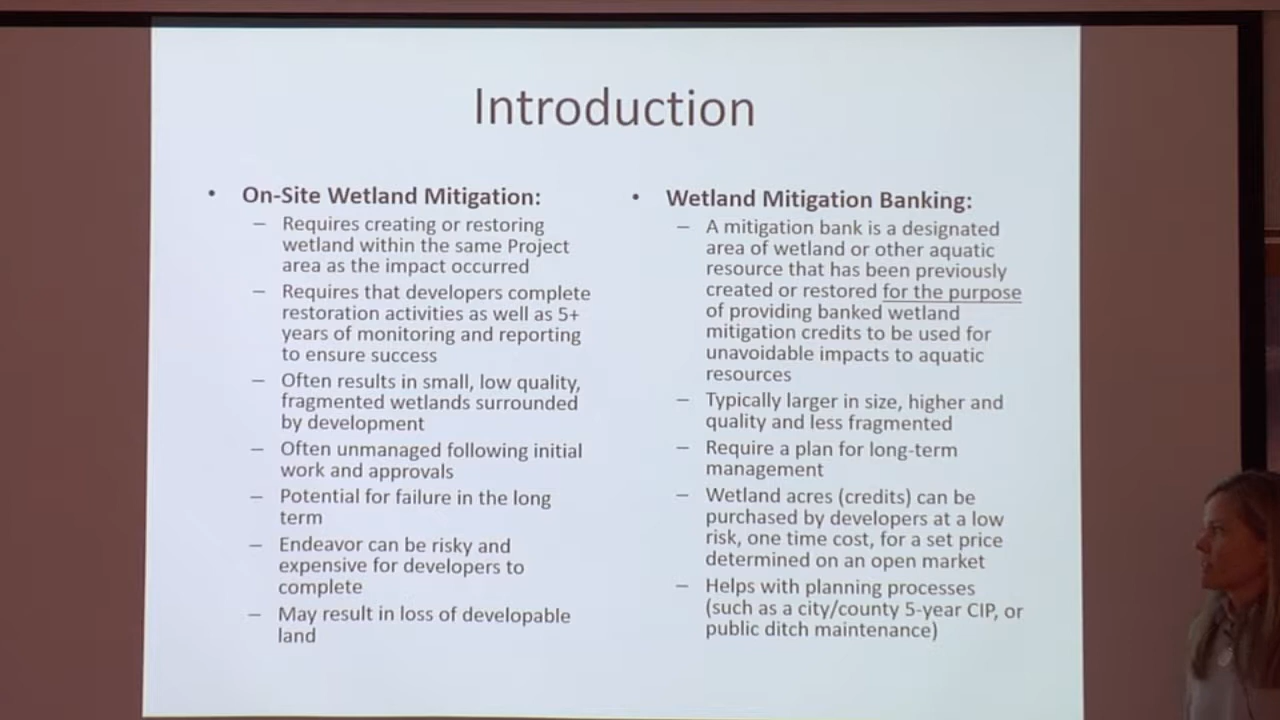 Introduction
• On-Site Wetland Mitigation:
– Requires creating or restoring
wetland within the same Project
area as the impact occurred
– Requires that developers complete
restoration activities as well as 5+
years of monitoring and reporting
to ensure success
– Often results in small, low quality,
fragmented wetlands surrounded
by development
– Often unmanaged following initial
work and approvals
– Potential for failure in the long
term
– Endeavor can be risky and
expensive for developers to
complete
– May result in loss of developable
land
• Wetland Mitigation Banking:
– A mitigation bank is a designated
area of wetland or other aquatic
resource that has been previously
created or restored for the purpose
of providing banked wetland
mitigation credits to be used for
unavoidable impacts to aquatic
resources
– Typically larger in size, higher and
quality and less fragmented
– Require a plan for long-term
management
– Wetland acres (credits) can be
purchased by developers at a low
risk, one time cost, for a set price
determined on an open market
– Helps with planning processes
(such as a city/county 5-year CIP, or
public ditch maintenance)